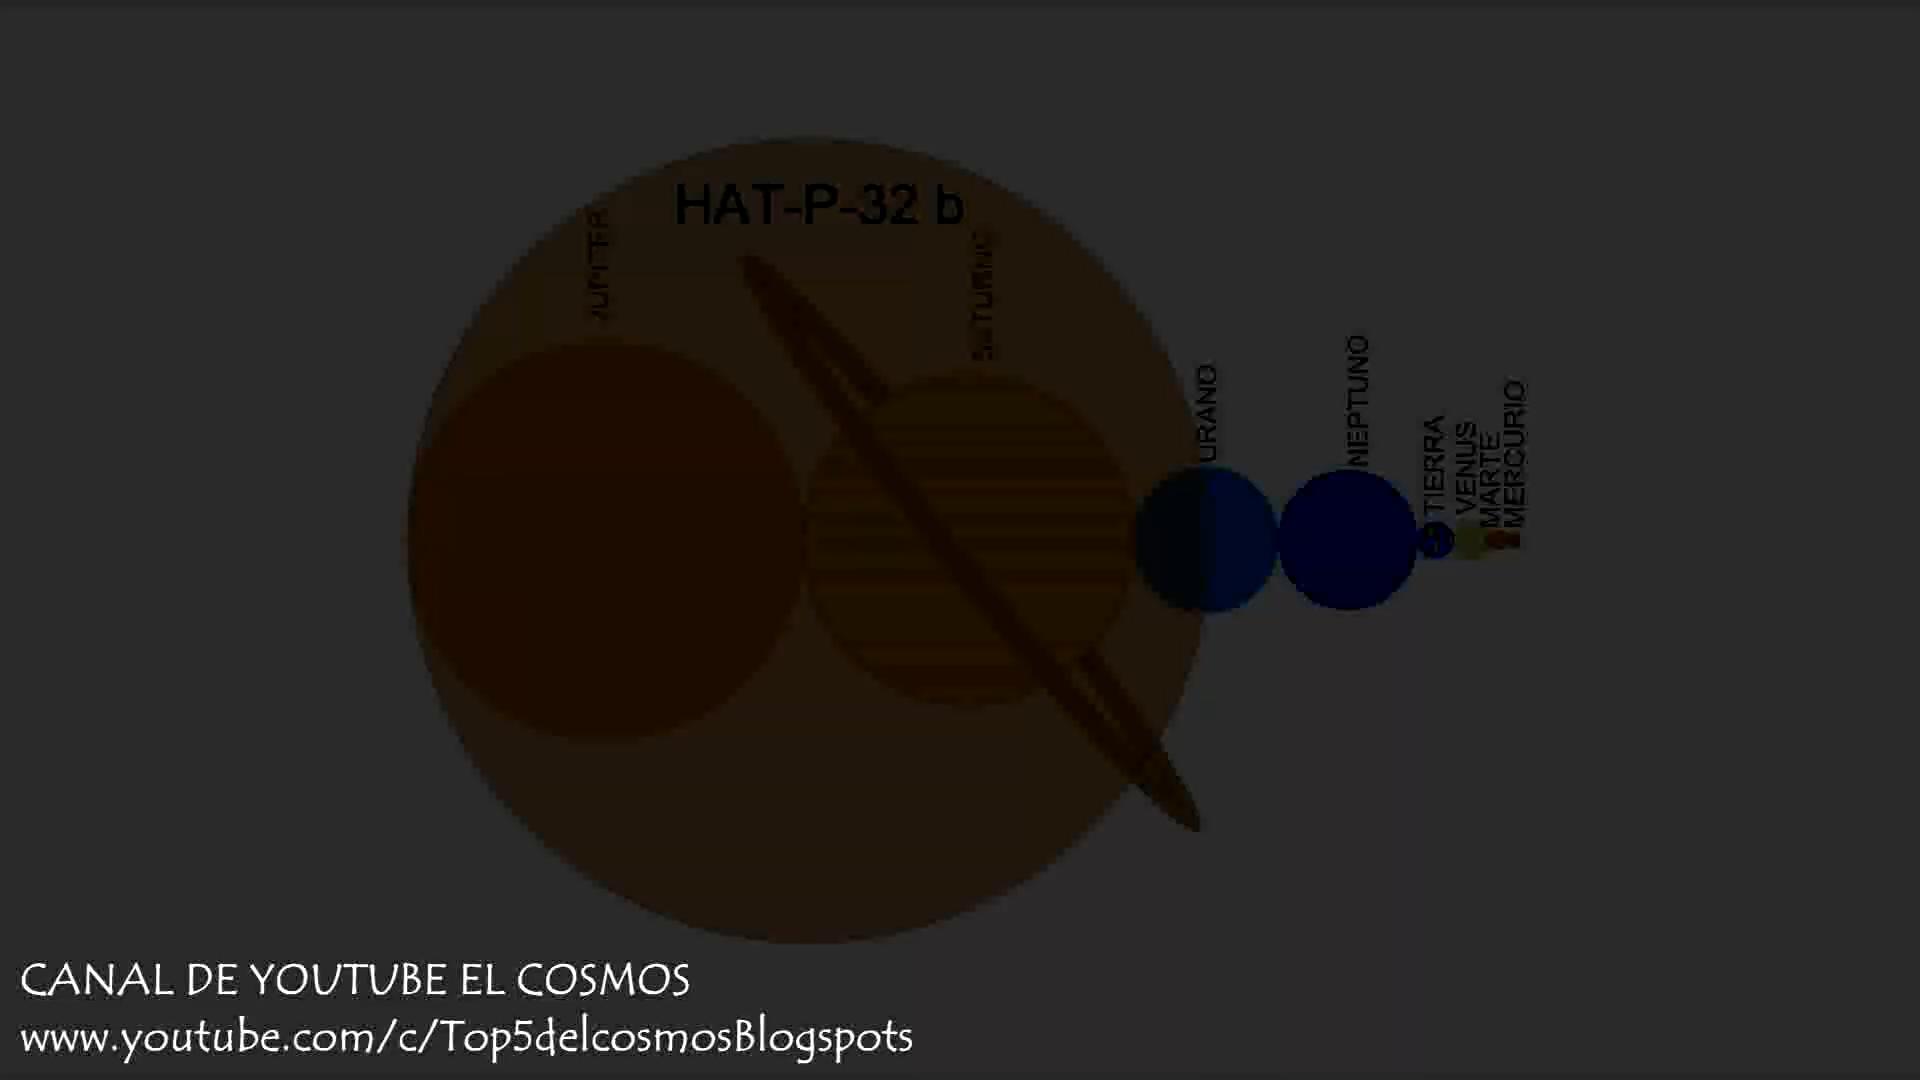 HAT-P-32 b
JUPITER
SATURNO
URANO
NEPTUNO
TIERRA
VENUS
MARTE
MERCURIO
CANAL DE YOUTUBE EL COSMOS
www.youtube.com/c/Top5delcosmosBlogspots